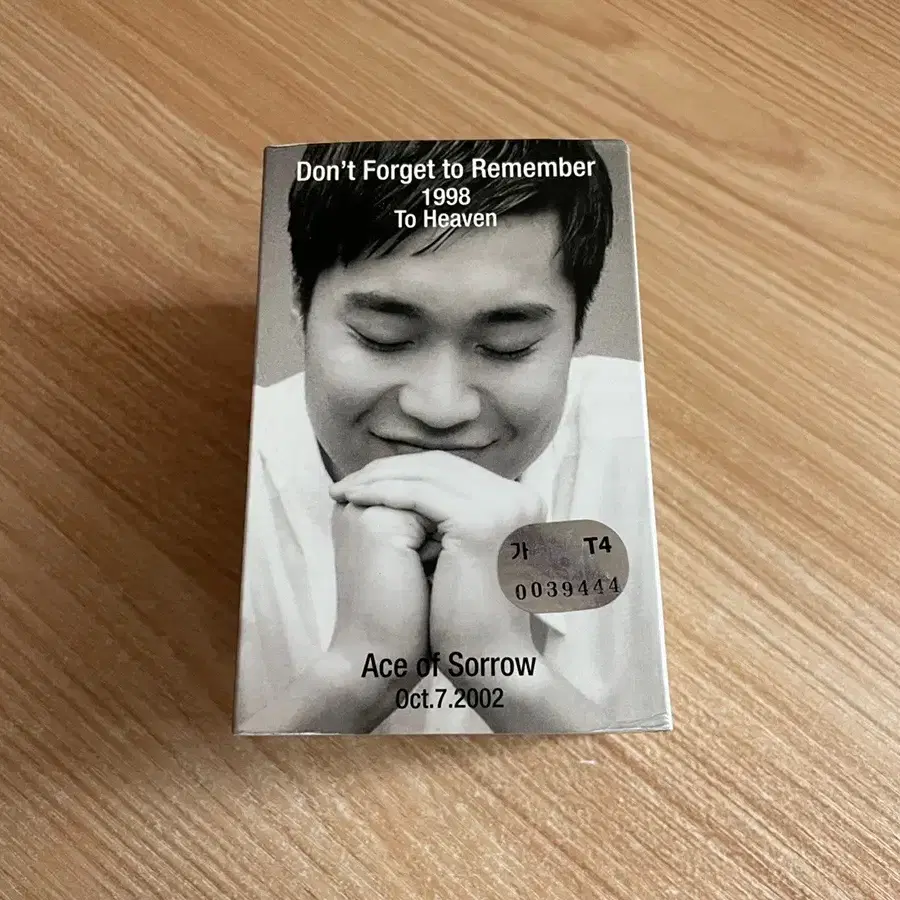 Don't Forget to Remember
1998
To Heaven
가 T4
0039444
Ace of Sorrow
Oct.7.2002